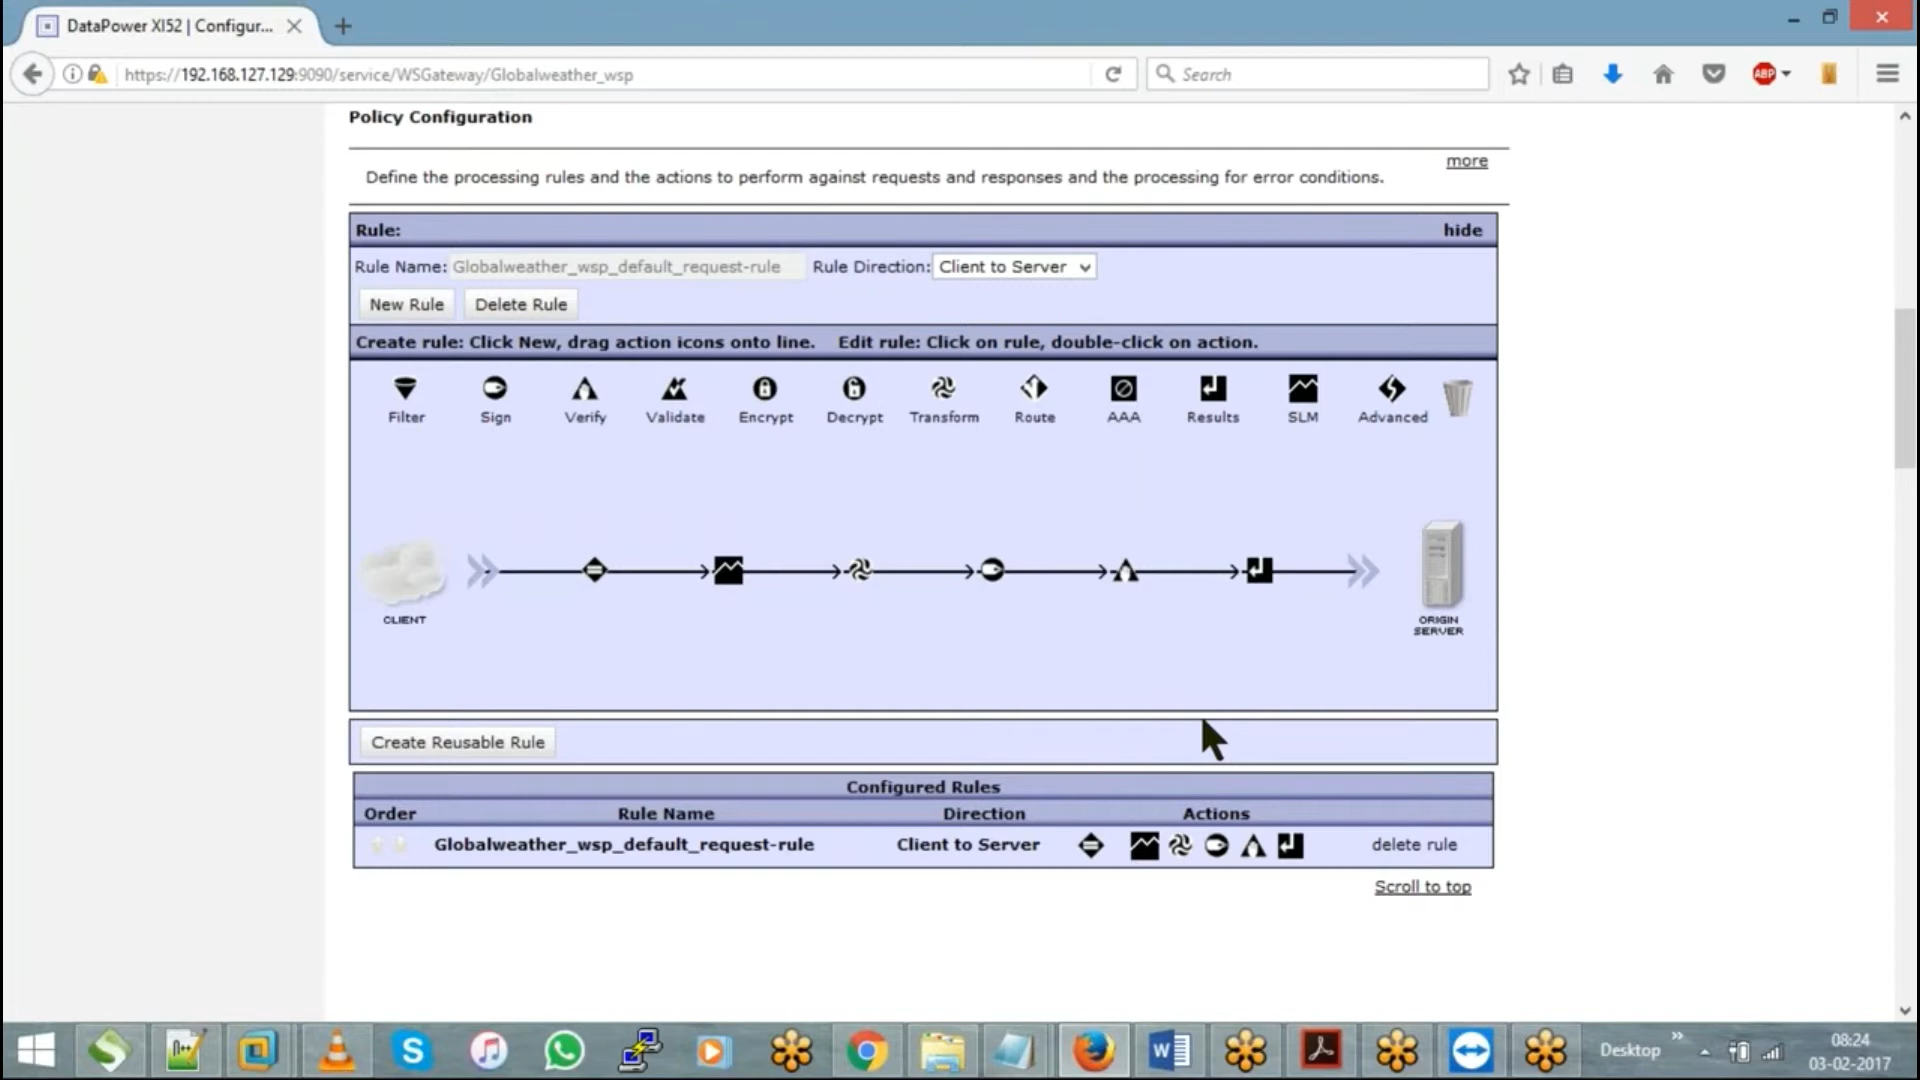 DataPower XI52 | Configur...
https://192.168.127.129:9090/service/WSGateway/Globalweather_wsp
Search
ABP
Policy Configuration
more
Define the processing rules and the actions to perform against requests and responses and the processing for error conditions.
Rule: hide
Rule Name: Globalweather_wsp_default_request-rule Rule Direction: Client to Server
New Rule Delete Rule
Create rule: Click New, drag action icons onto line. Edit rule: Click on rule, double-click on action.
Filter Sign Verify Validate Encrypt Decrypt Transform Route AAA Results SLM Advanced
CLIENT
ORIGIN
SERVER
Create Reusable Rule
Configured Rules
Order Rule Name Direction Actions
Globalweather_wsp_default_request-rule Client to Server delete rule
Scroll to top
Desktop
08:24
03-02-2017